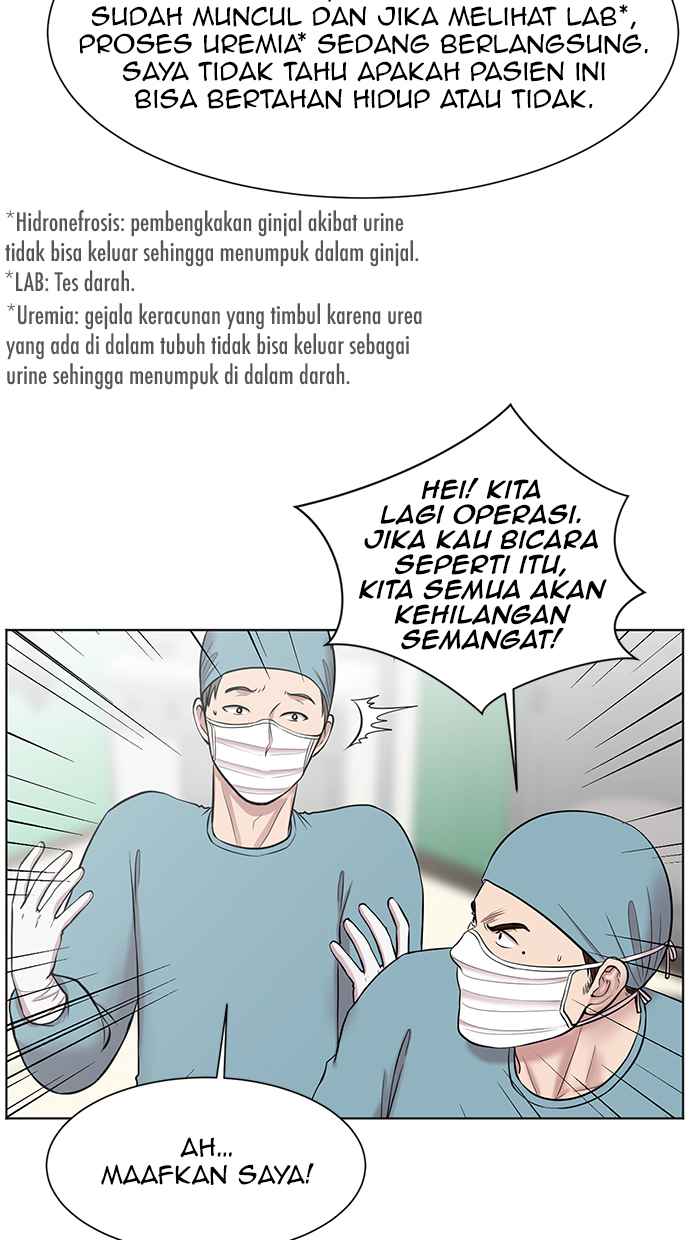 SUDAH MUNCUL DAN JIKA MELIHAT LAB*,
PROSES UREMIA* SEDANG BERLANGSUNG.
SAYA TIDAK TAHU APAKAH PASIEN INI
BISA BERTAHAN HIDUP ATAU TIDAK.
*Hidronefrosis: pembengkakan ginjal akibat urine
tidak bisa keluar sehingga menumpuk dalam ginjal.
*LAB: Tes darah.
*Uremia: gejala keracunan yang timbul karena urea
yang ada di dalam tubuh tidak bisa keluar sebagai
urine sehingga menumpuk di dalam darah.
HEI! KITA
LAGI OPERASI.
JIKA KAU BICARA
SEPERTI ITU,
KITA SEMUA AKAN
KEHILANGAN
SEMANGAT!
AH...
MAAFKAN SAYA!